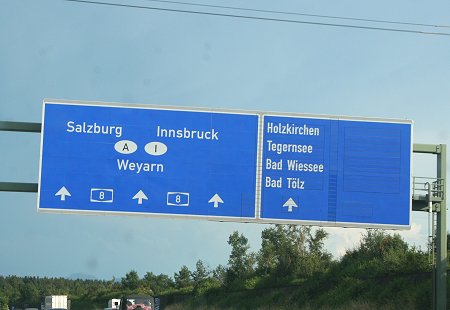 Salzburg Innsbruck
A I
Weyarn
8 8
Holzkirchen
Tegernsee
Bad Wiessee
Bad Tölz